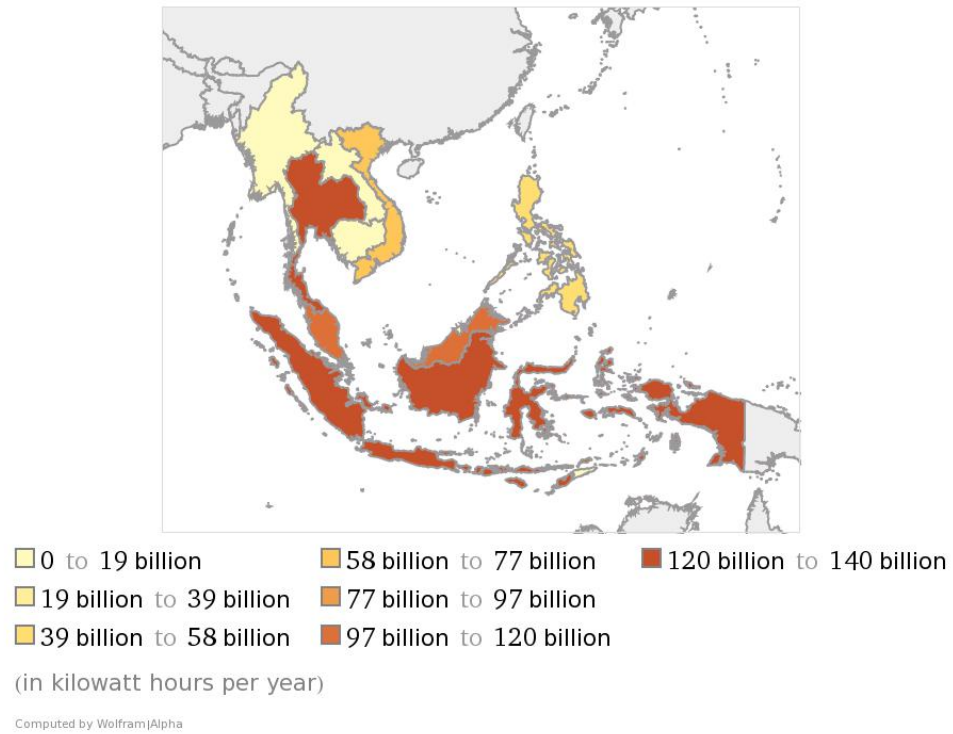 0 to 19 billion 58 billion to 77 billion 120 billion to 140 billion
19 billion to 39 billion 77 billion to 97 billion
39 billion to 58 billion 97 billion to 120 billion
(in kilowatt hours per year)
Computed by Wolfram|Alpha